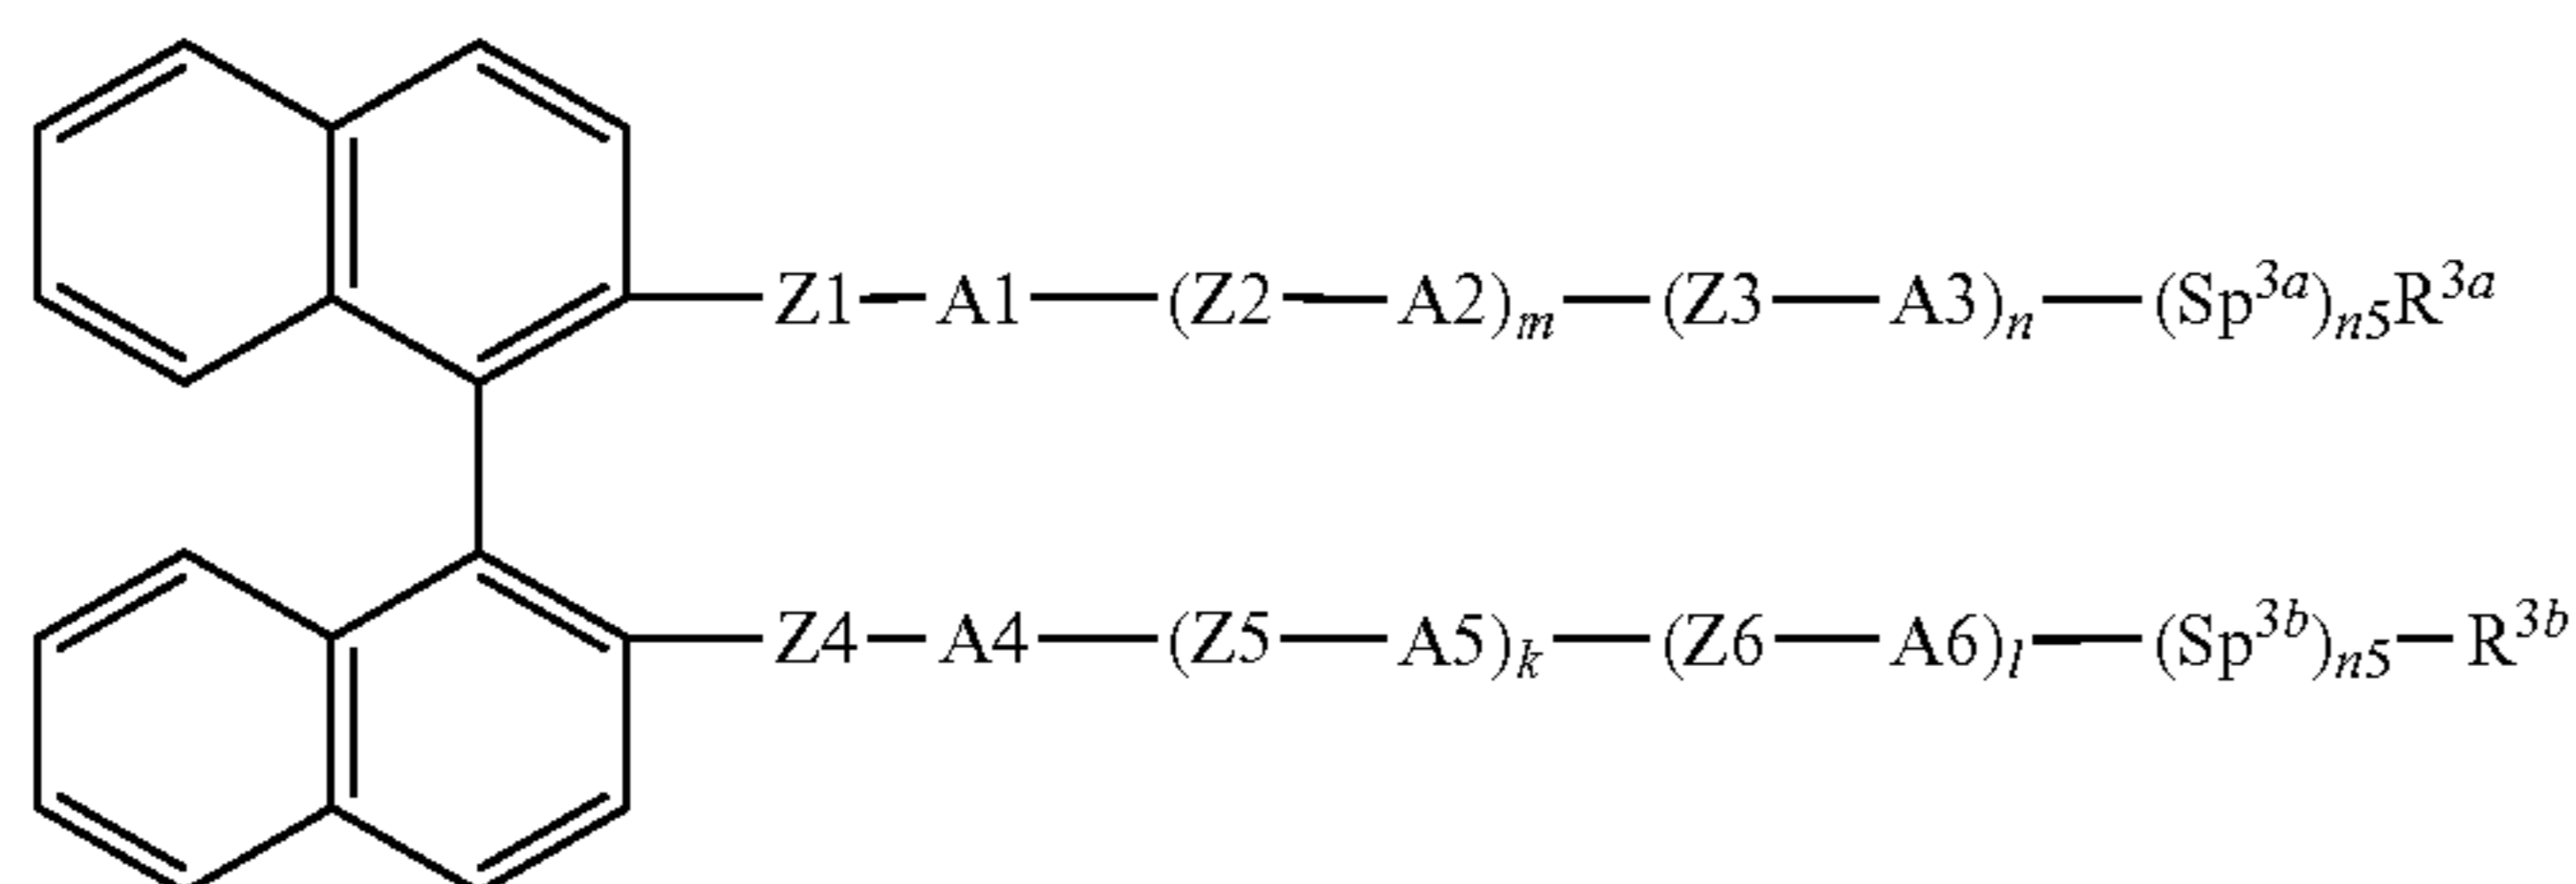 Z1—A1—(Z2—A2)m—(Z3—A3)n—(Sp3a)n5R3a
Z4—A4—(Z5—A5)k—(Z6—A6)l—(Sp3b)n5—R3b